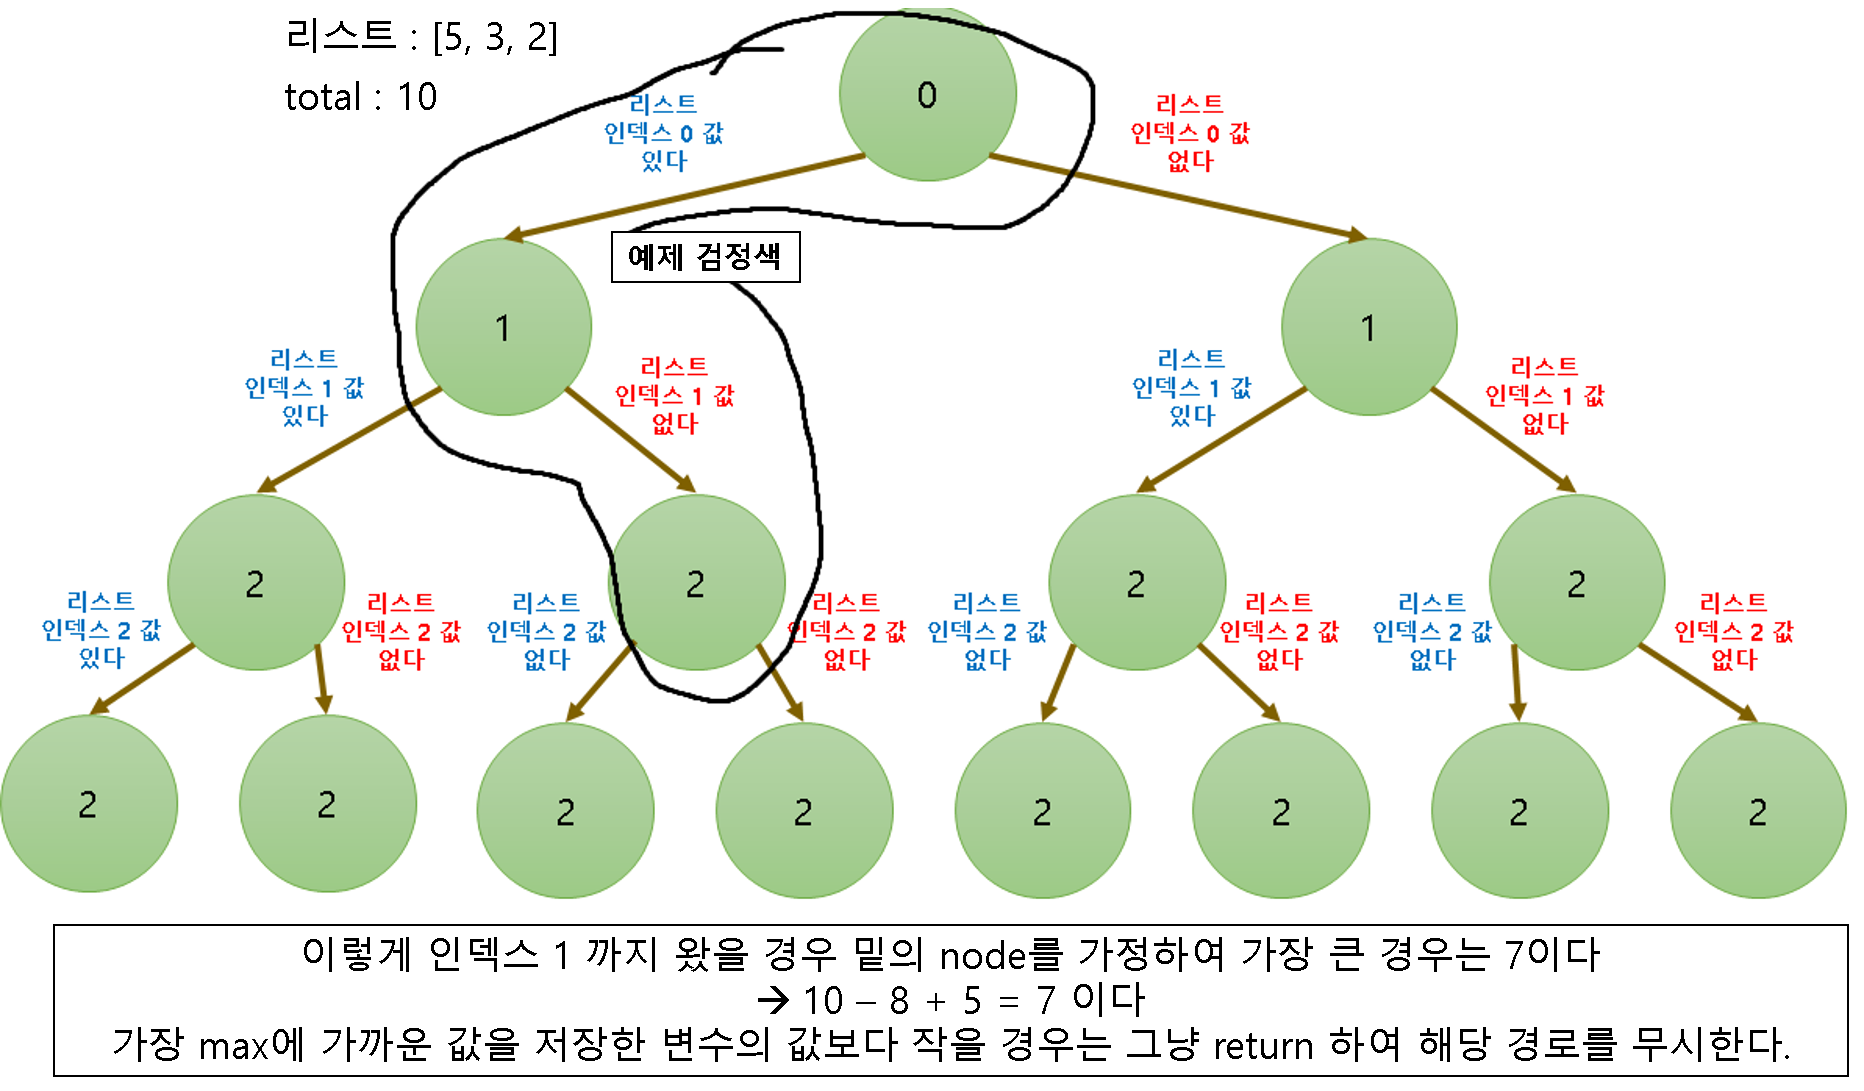 리스트 : [5, 3, 2]
total : 10
0
리스트
인덱스 0 값
있다
리스트
인덱스 0 값
없다
예제 검정색
1
1
리스트
인덱스 1 값
있다
리스트
인덱스 1 값
없다
리스트
인덱스 1 값
있다
리스트
인덱스 1 값
없다
2
2
2
2
리스트
인덱스 2 값
있다
리스트
인덱스 2 값
없다
리스트
인덱스 2 값
없다
리스트
인덱스 2 값
없다
리스트
인덱스 2 값
없다
리스트
인덱스 2 값
없다
리스트
인덱스 2 값
없다
리스트
인덱스 2 값
없다
2
2
2
2
2
2
2
2
이렇게 인덱스 1 까지 왔을 경우 밑의 node를 가정하여 가장 큰 경우는 7이다
→ 10 – 8 + 5 = 7 이다
가장 max에 가까운 값을 저장한 변수의 값보다 작을 경우는 그냥 return 하여 해당 경로를 무시한다.